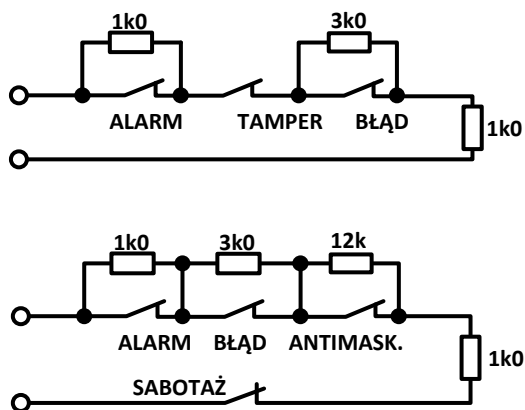 1k0 3k0
ALARM TAMPER BŁĄD
1k0
1k0 3k0 12k
ALARM BŁĄD ANTIMASK.
1k0
SABOTAŻ